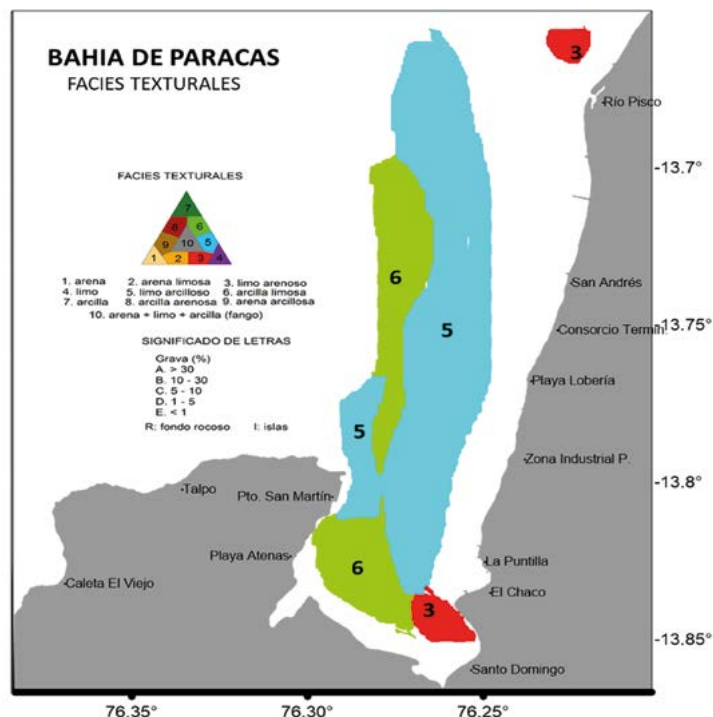 BAHIA DE PARACAS
FACIES TEXTURALES
FACIES TEXTURALES
7
8 6
9 10 5
1 2 3 4
1. arena 2. arena limosa 3. limo arenoso
4. limo 5. limo arcilloso 6. arcilla limosa
7. arcilla 8. arcilla arenosa 9. arena arcillosa
10. arena + limo + arcilla (fango)
SIGNIFICADO DE LETRAS
Grava (%)
A. > 30
B. 10 - 30
C. 5 - 10
D. 1 - 5
E. < 1
R: fondo rocoso I: islas
3
Río Pisco
-13.7°
6
San Andrés
5
Consorcio Termin.
-13.75°
Playa Lobería
5
Zona Industrial P.
-13.8°
Talpo
Pto. San Martín
Playa Atenas
6
La Puntilla
Caleta El Viejo
El Chaco
3
-13.85°
Santo Domingo
76.35° 76.30° 76.25°